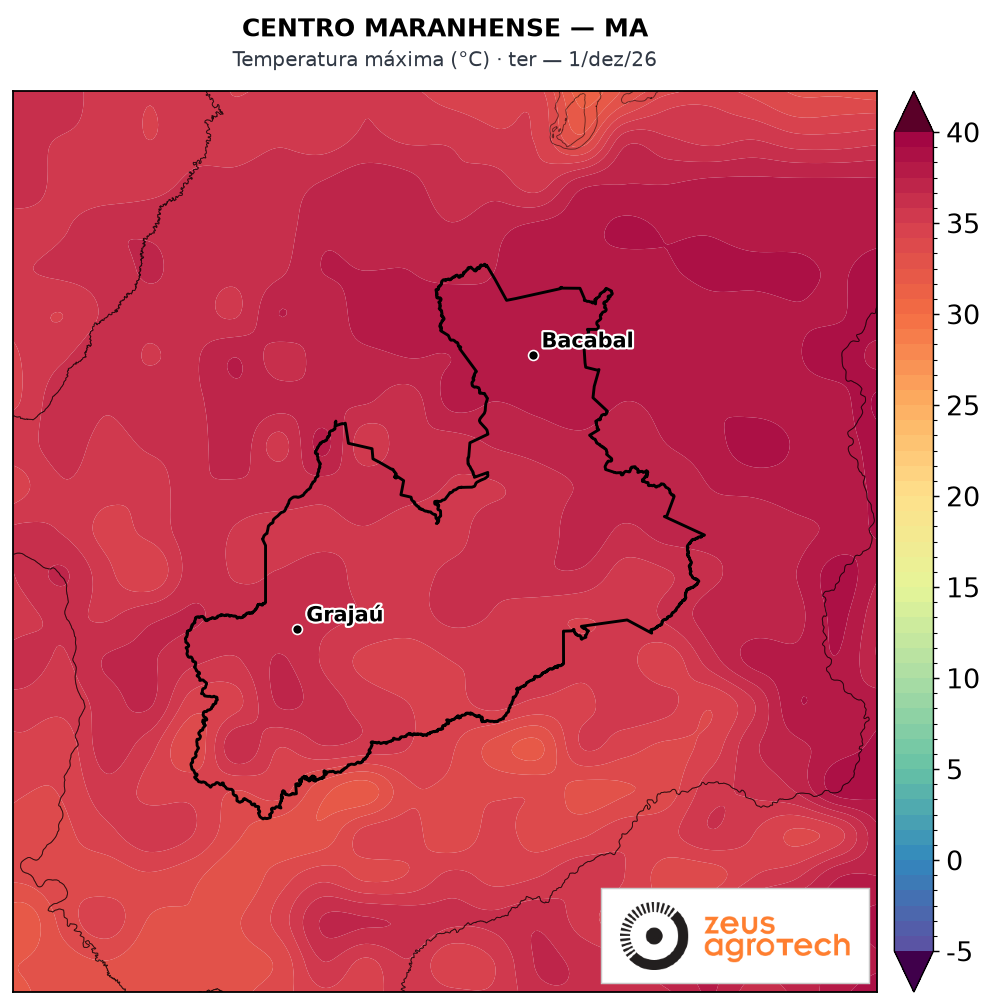 CENTRO MARANHENSE — MA
Temperatura máxima (°C) · ter — 1/dez/26
Bacabal
Grajaú
40
35
30
25
20
15
10
5
0
-5
zeus
agrotech